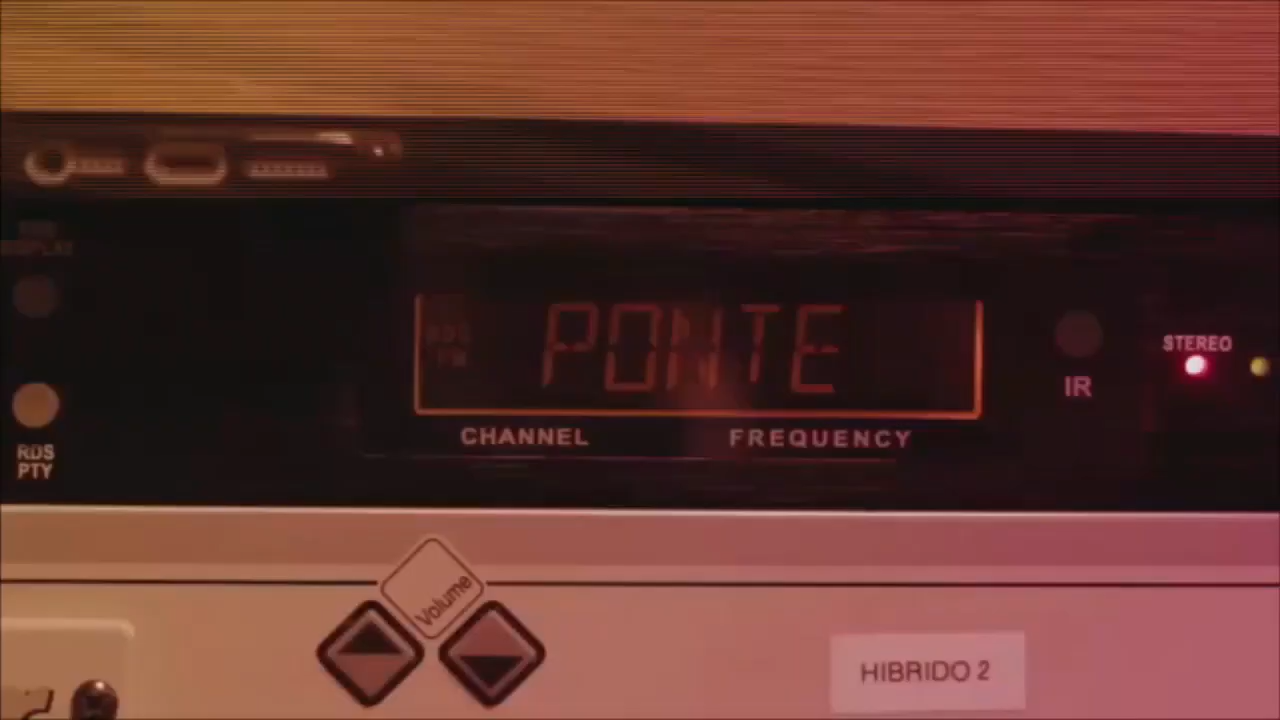 PONTE
CHANNEL
FREQUENCY
IR
STEREO
RDS
PTY
Volume
HIBRIDO 2